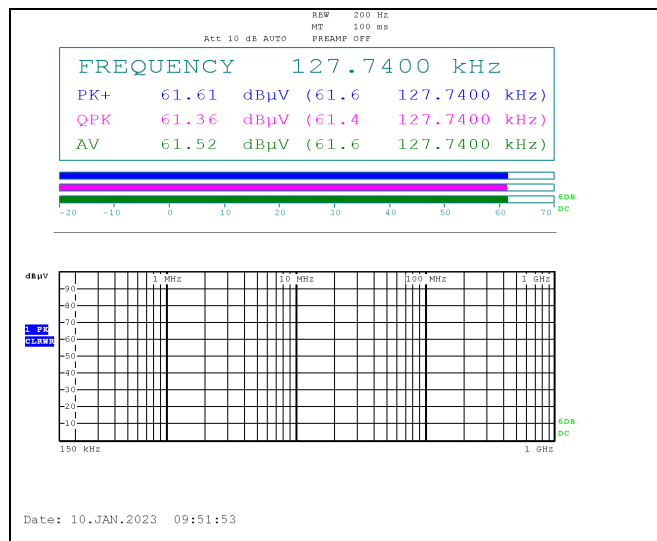 RBW 200 Hz
MT 100 ms
Att 10 dB AUTO PREAMP OFF
FREQUENCY 127.7400 kHz
PK+ 61.61 dBµV (61.6 127.7400 kHz)
QPK 61.36 dBµV (61.4 127.7400 kHz)
AV 61.52 dBµV (61.6 127.7400 kHz)
6DB
-20 -10 0 10 20 30 40 50 60 70
DC
dBµV
1 MHz 10 MHz 100 MHz 1 GHz
90
80
70
1 PK
CLRWR
60
50
40
30
20
10
6DB
DC
150 kHz 1 GHz
Date: 10.JAN.2023 09:51:53